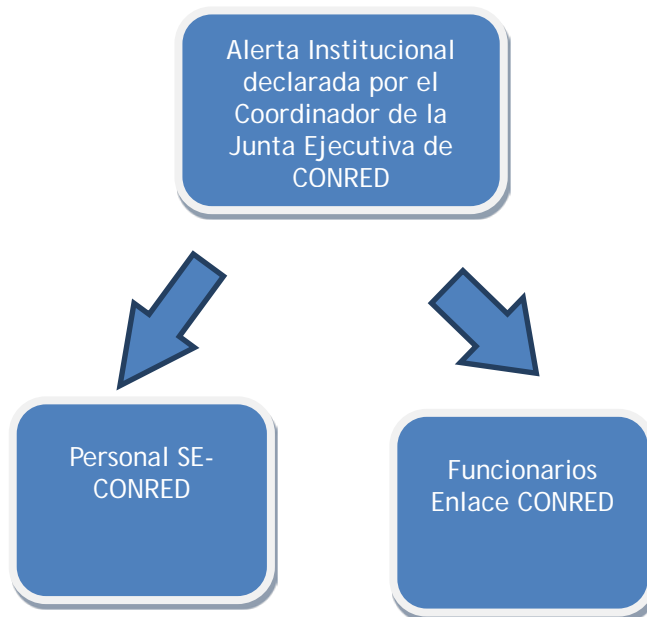 Alerta Institucional
declarada por el
Coordinador de la
Junta Ejecutiva de
CONRED
Personal SE-
CONRED
Funcionarios
Enlace CONRED